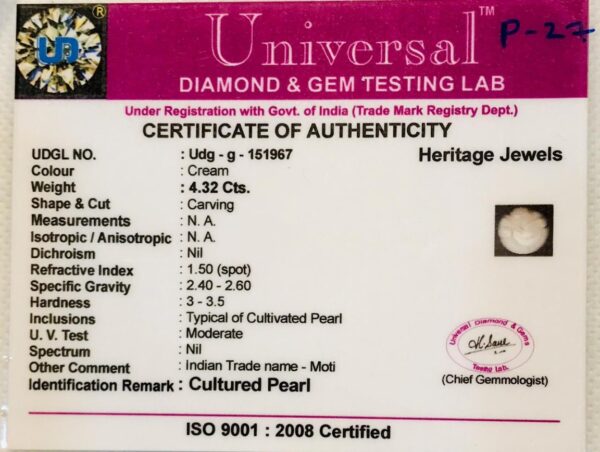 UD ®
Universal™
P-27
DIAMOND & GEM TESTING LAB
Under Registration with Govt. of India (Trade Mark Registry Dept.)
CERTIFICATE OF AUTHENTICITY
UDGL NO. : Udg - g - 151967
Heritage Jewels
Colour : Cream
Weight : 4.32 Cts.
Shape & Cut : Carving
Measurements : N. A.
Isotropic / Anisotropic : N. A.
Dichroism : Nil
Refractive Index : 1.50 (spot)
Specific Gravity : 2.40 - 2.60
Hardness : 3 - 3.5
Inclusions : Typical of Cultivated Pearl
U. V. Test : Moderate
Spectrum : Nil
Other Comment : Indian Trade name - Moti
Identification Remark : Cultured Pearl
Universal Diamond & Gems
Testing Lab.
(Chief Gemmologist)
ISO 9001 : 2008 Certified